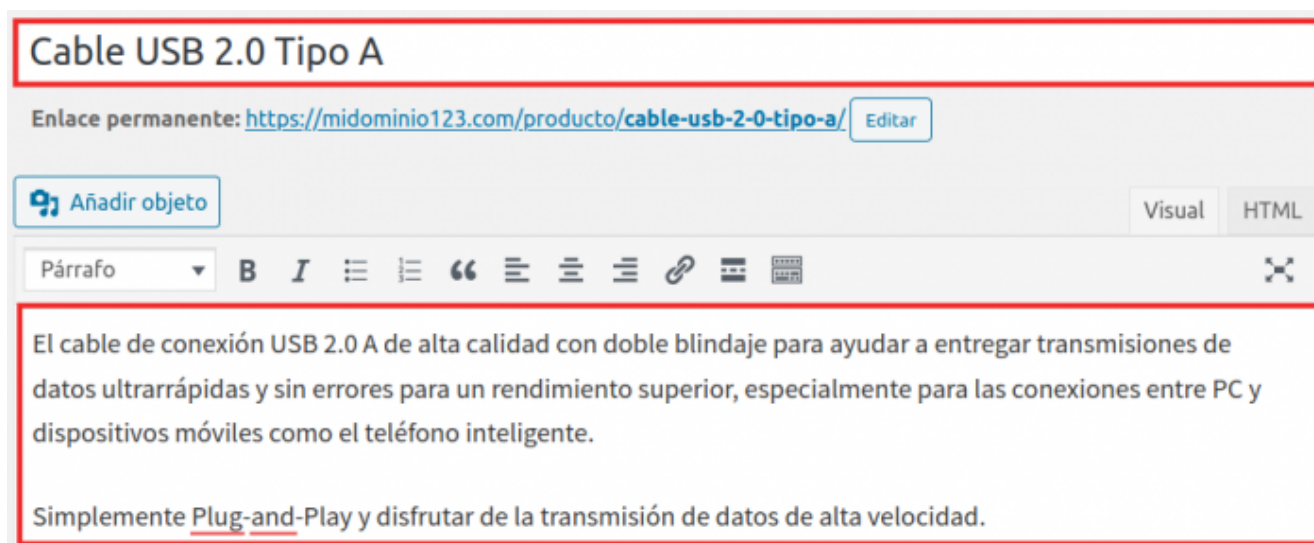 Cable USB 2.0 Tipo A
Enlace permanente: https://midominio123.com/producto/cable-usb-2-0-tipo-a/ Editar
Añadir objeto
Visual HTML
Párrafo
El cable de conexión USB 2.0 A de alta calidad con doble blindaje para ayudar a entregar transmisiones de
datos ultrarrápidas y sin errores para un rendimiento superior, especialmente para las conexiones entre PC y
dispositivos móviles como el teléfono inteligente.
Simplemente Plug-and-Play y disfrutar de la transmisión de datos de alta velocidad.